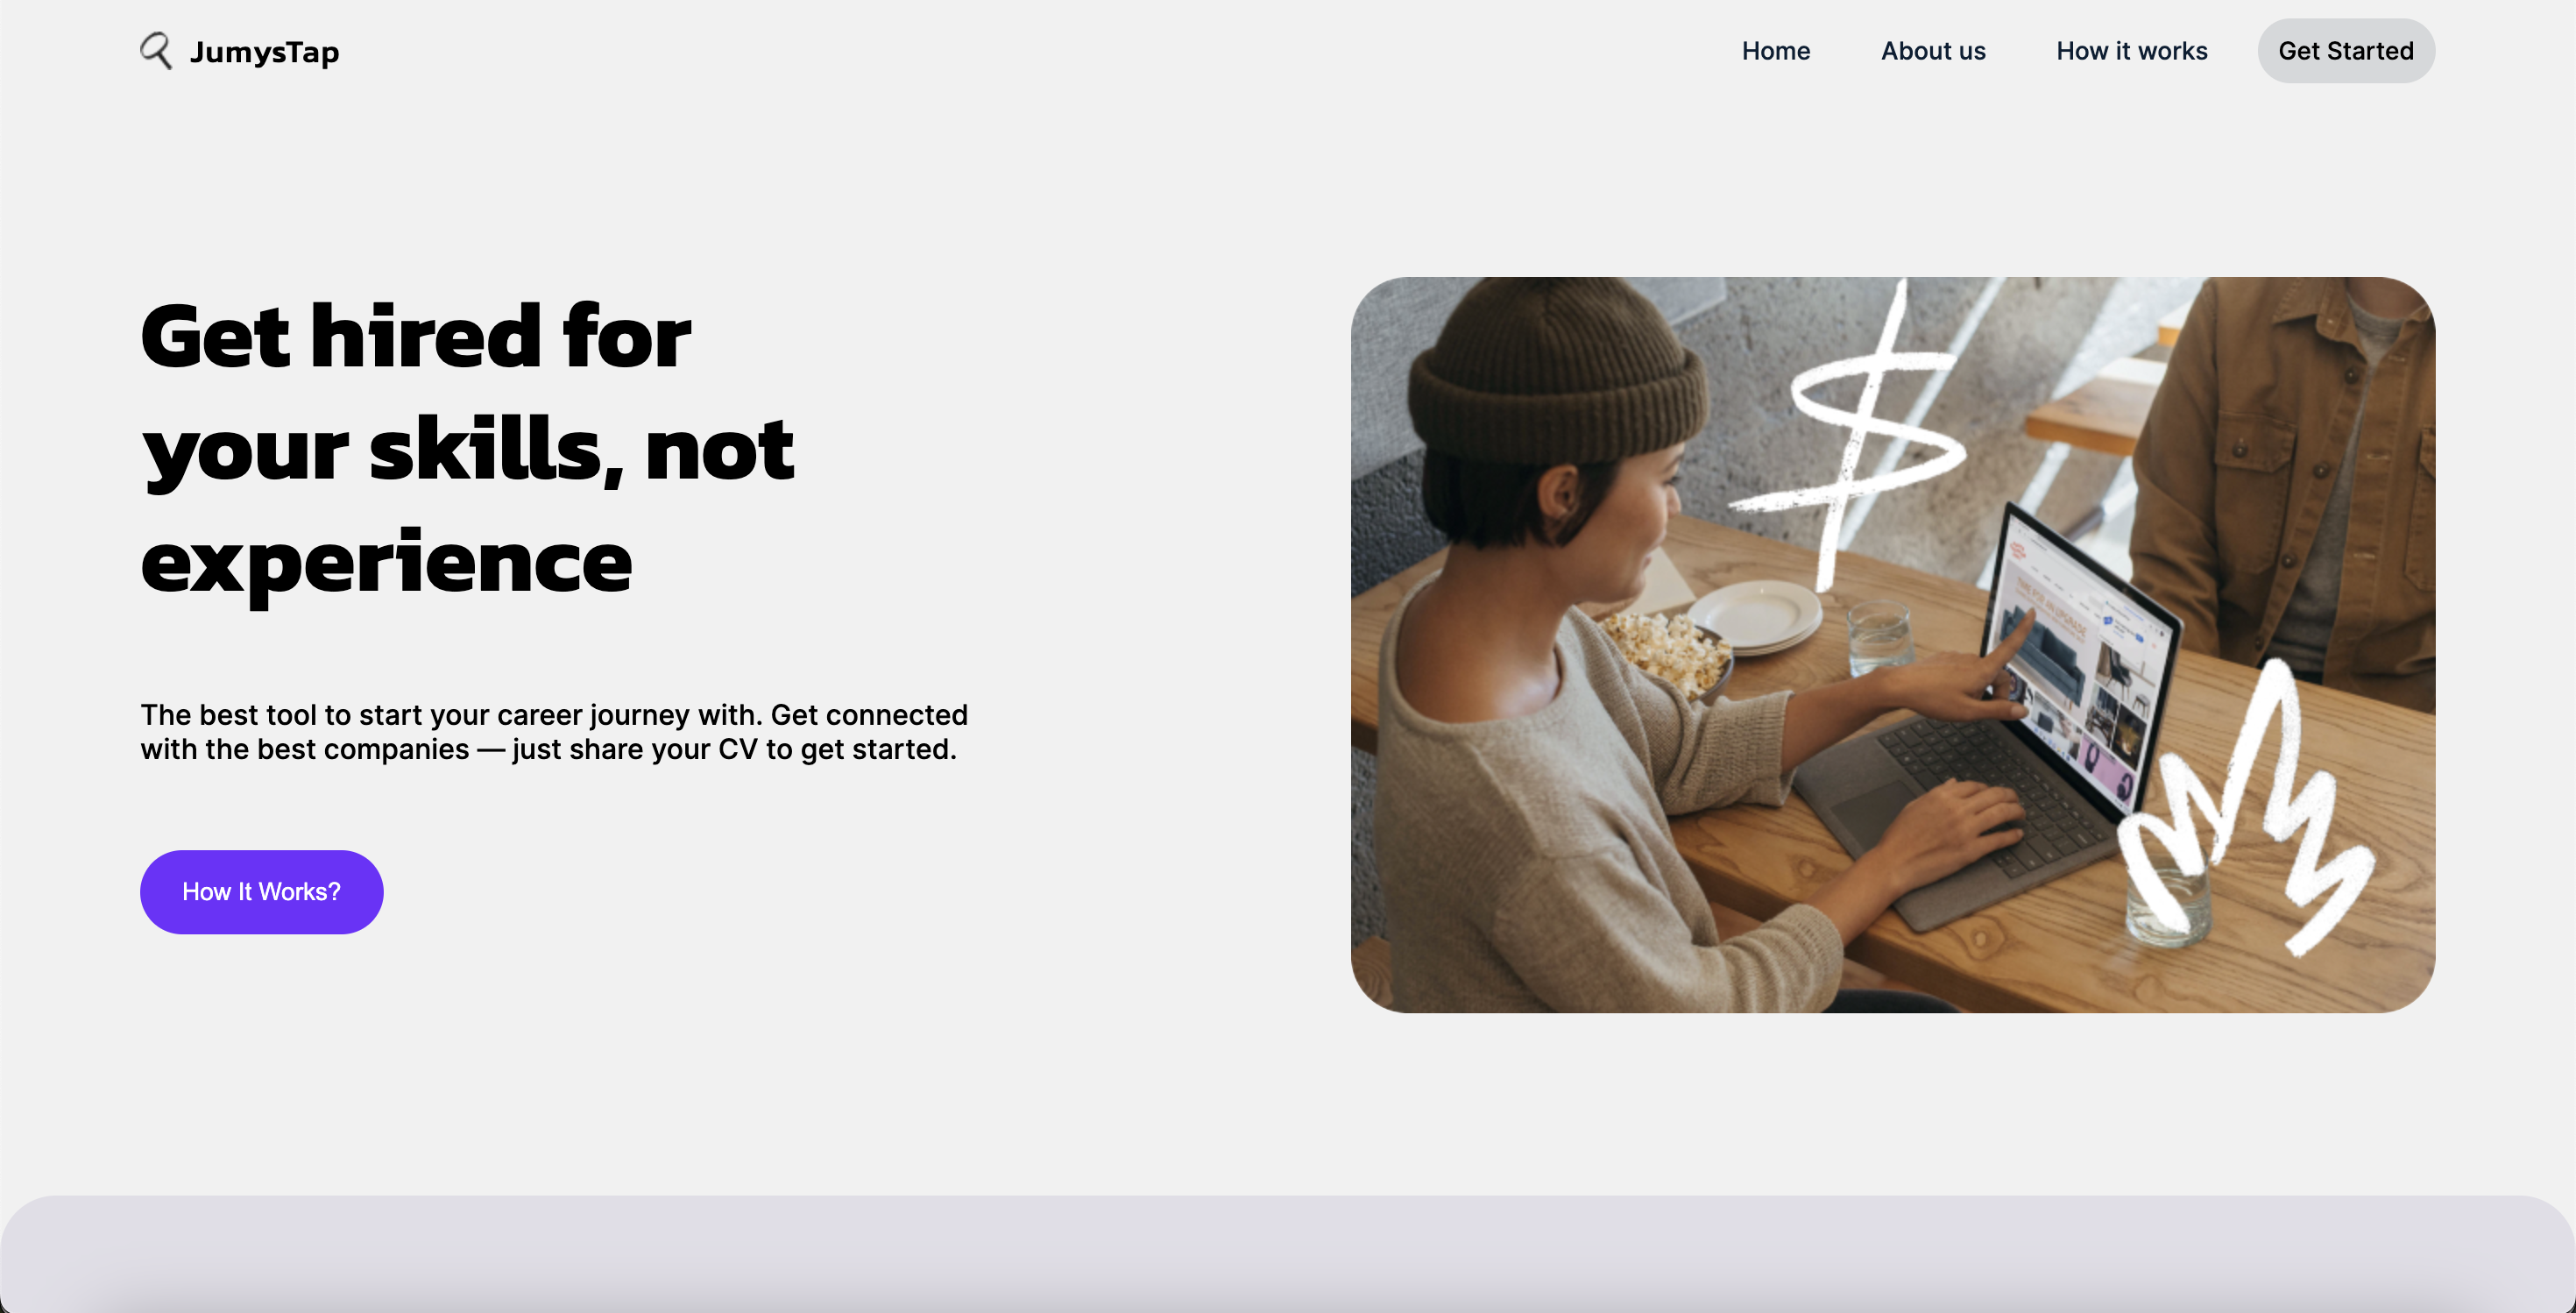 JumysTap
Home
About us
How it works
Get Started
Get hired for
your skills, not
experience
The best tool to start your career journey with. Get connected
with the best companies — just share your CV to get started.
How It Works?
$